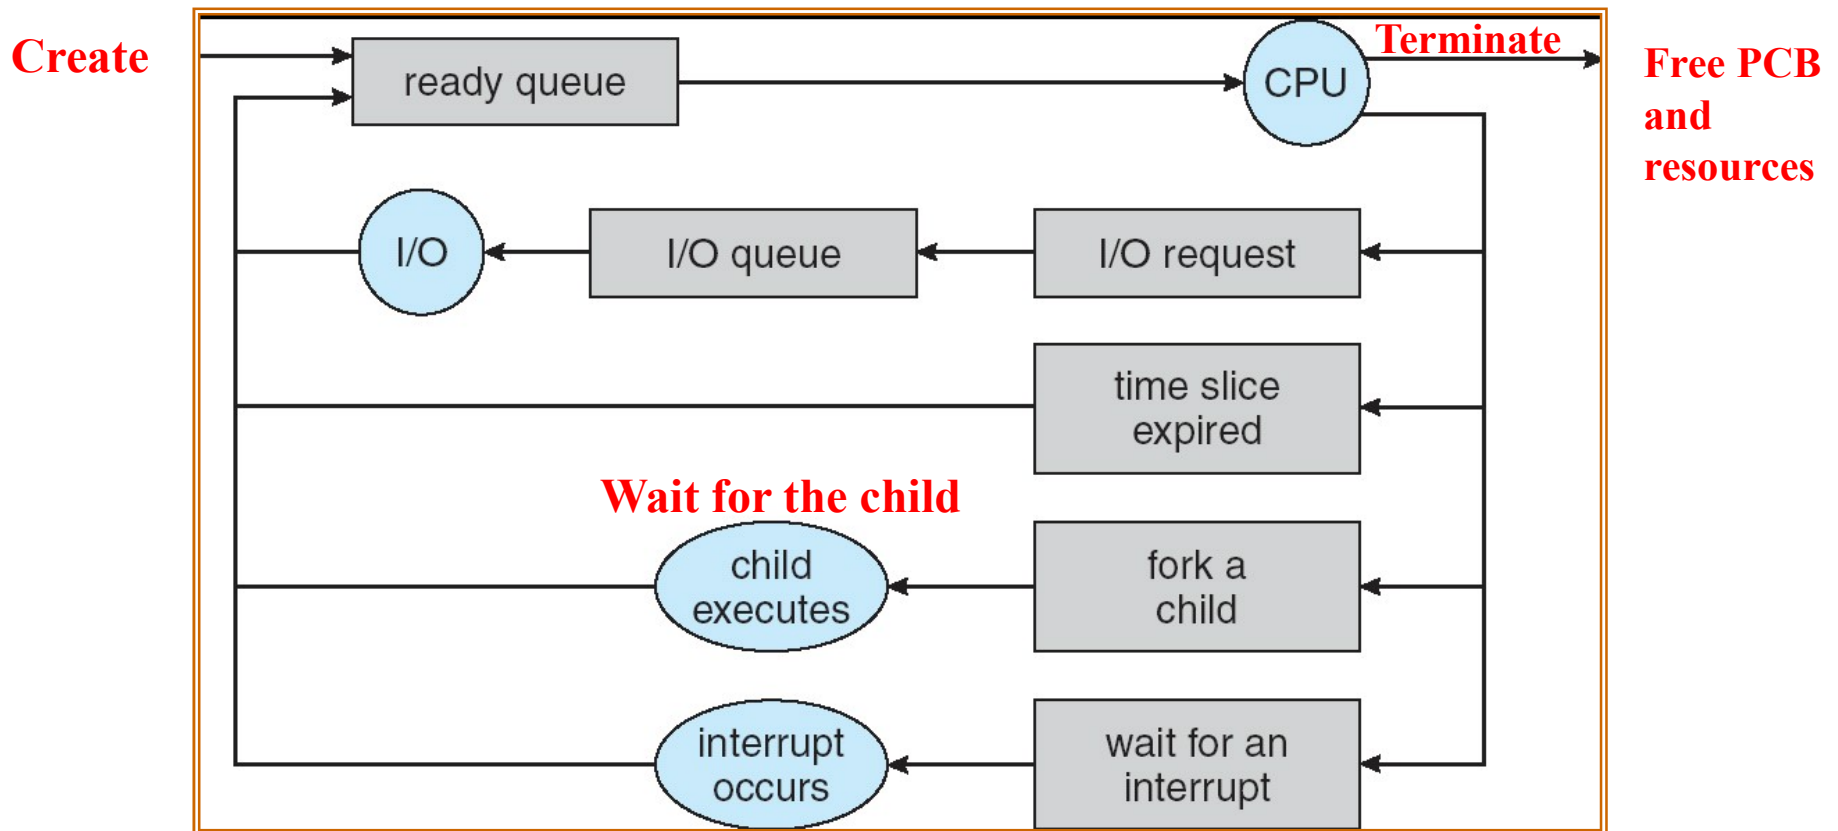 Create
ready queue
CPU
Terminate
Free PCB
and
resources
I/O
I/O queue
I/O request
time slice
expired
Wait for the child
child
executes
fork a
child
interrupt
occurs
wait for an
interrupt